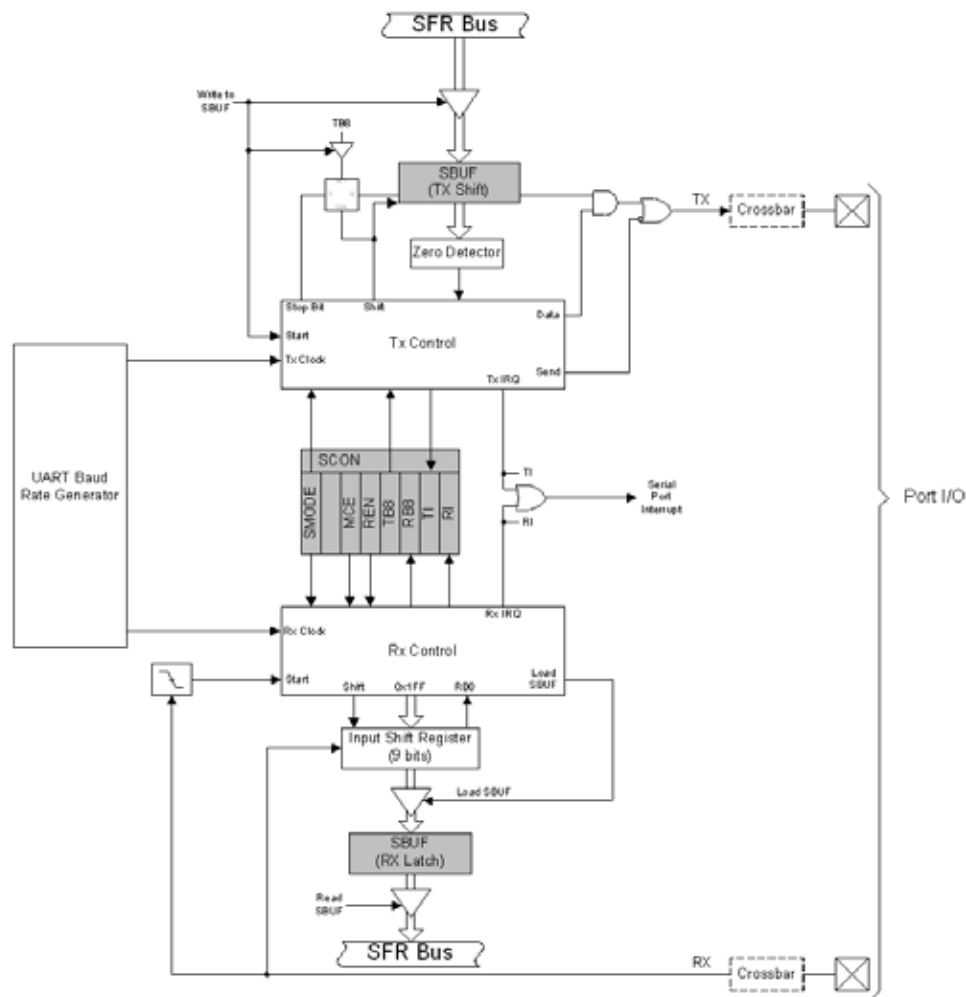 SFR Bus
Write to
SBUF
TB8
SBUF
(TX Shift)
TX
Crossbar
Zero Detector
Stop Bit
Shift
Data
Start
Tx Control
Tx Clock
Send
Tx IRQ
UART Baud
Rate Generator
SCON
SMODE
MCE
REN
TB8
RB8
TI
RI
TI
RI
Serial
Port
Interrupt
Port I/O
Rx IRQ
Rx Clock
Rx Control
Start
Load
SBUF
Shift
0x1FF
RB8
Input Shift Register
(9 bits)
Load SBUF
SBUF
(RX Latch)
Read
SBUF
SFR Bus
RX
Crossbar